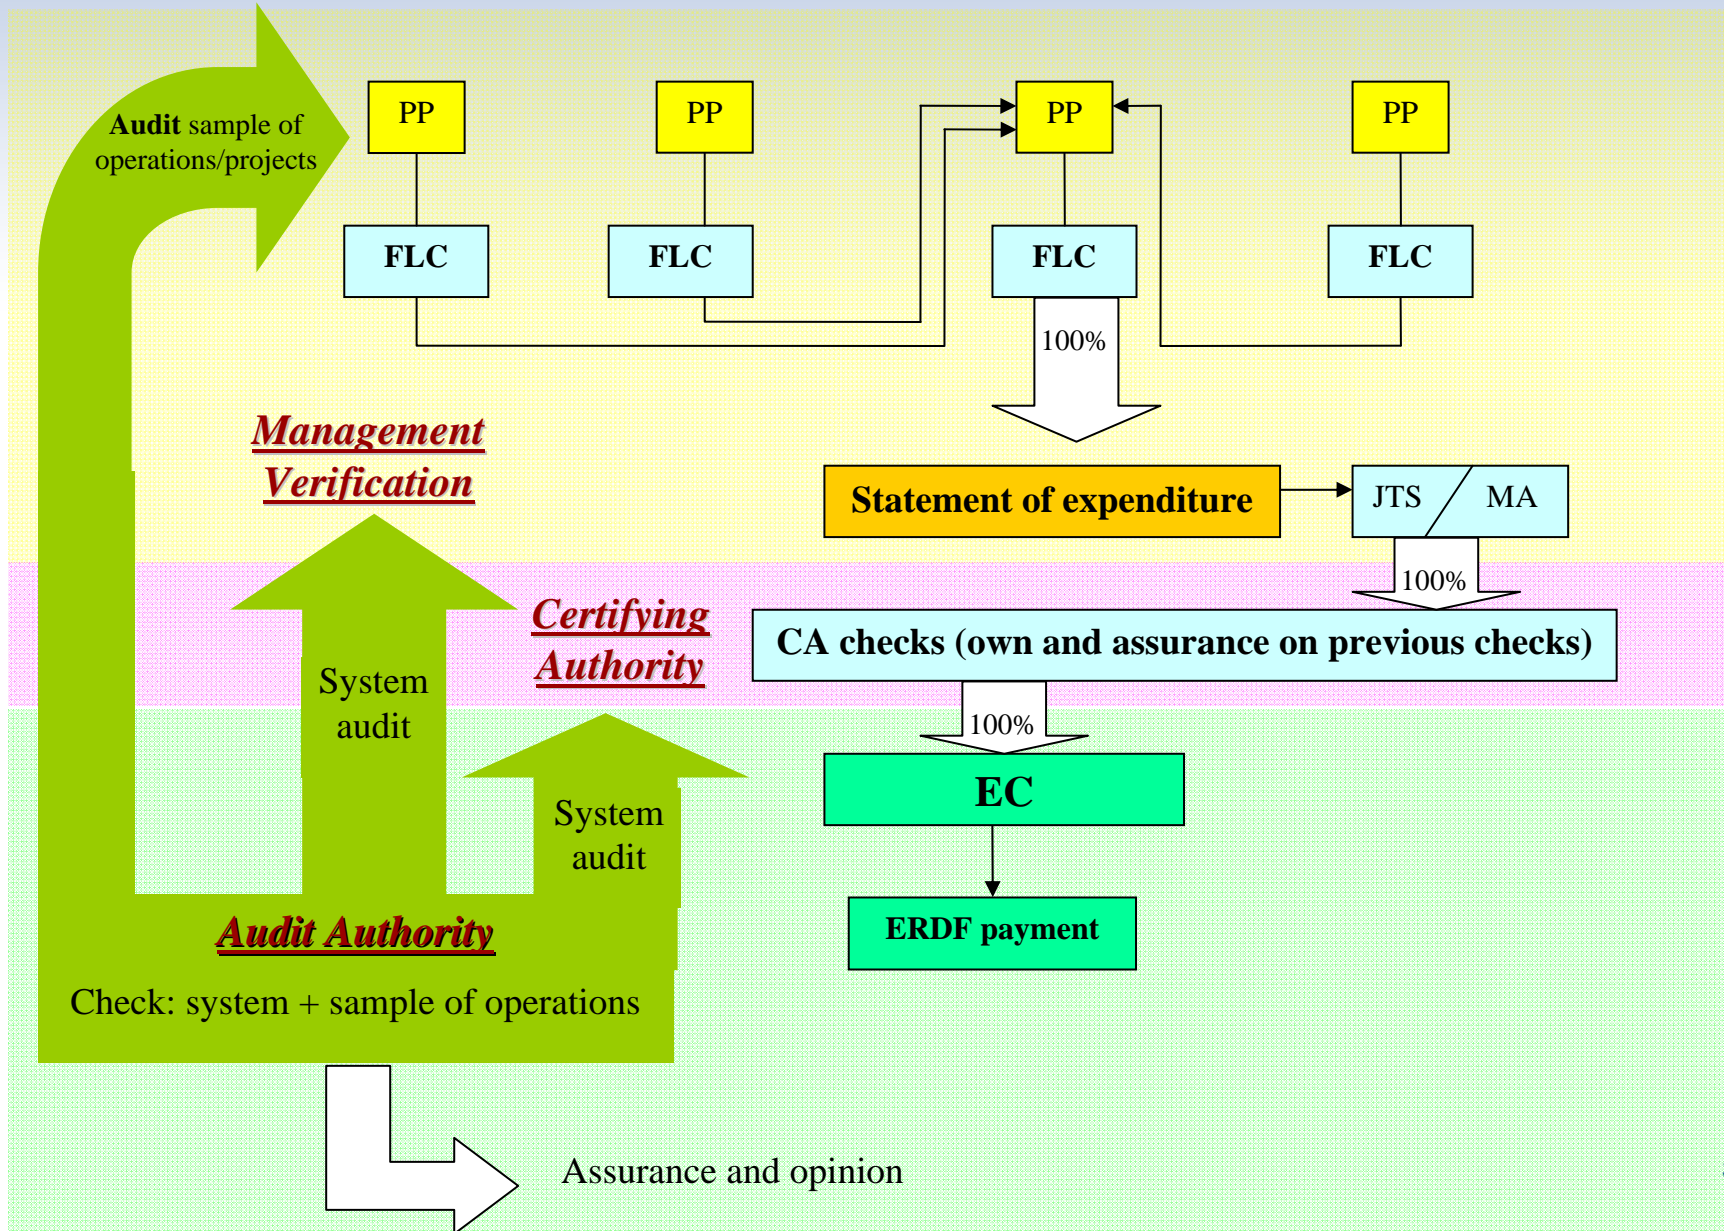 PP
PP
PP
PP
Audit sample of
operations/projects
FLC
FLC
FLC
FLC
100%
Management
Verification
Statement of expenditure
JTS
MA
100%
Certifying
Authority
CA checks (own and assurance on previous checks)
System
audit
100%
EC
System
audit
ERDF payment
Audit Authority
Check: system + sample of operations
Assurance and opinion